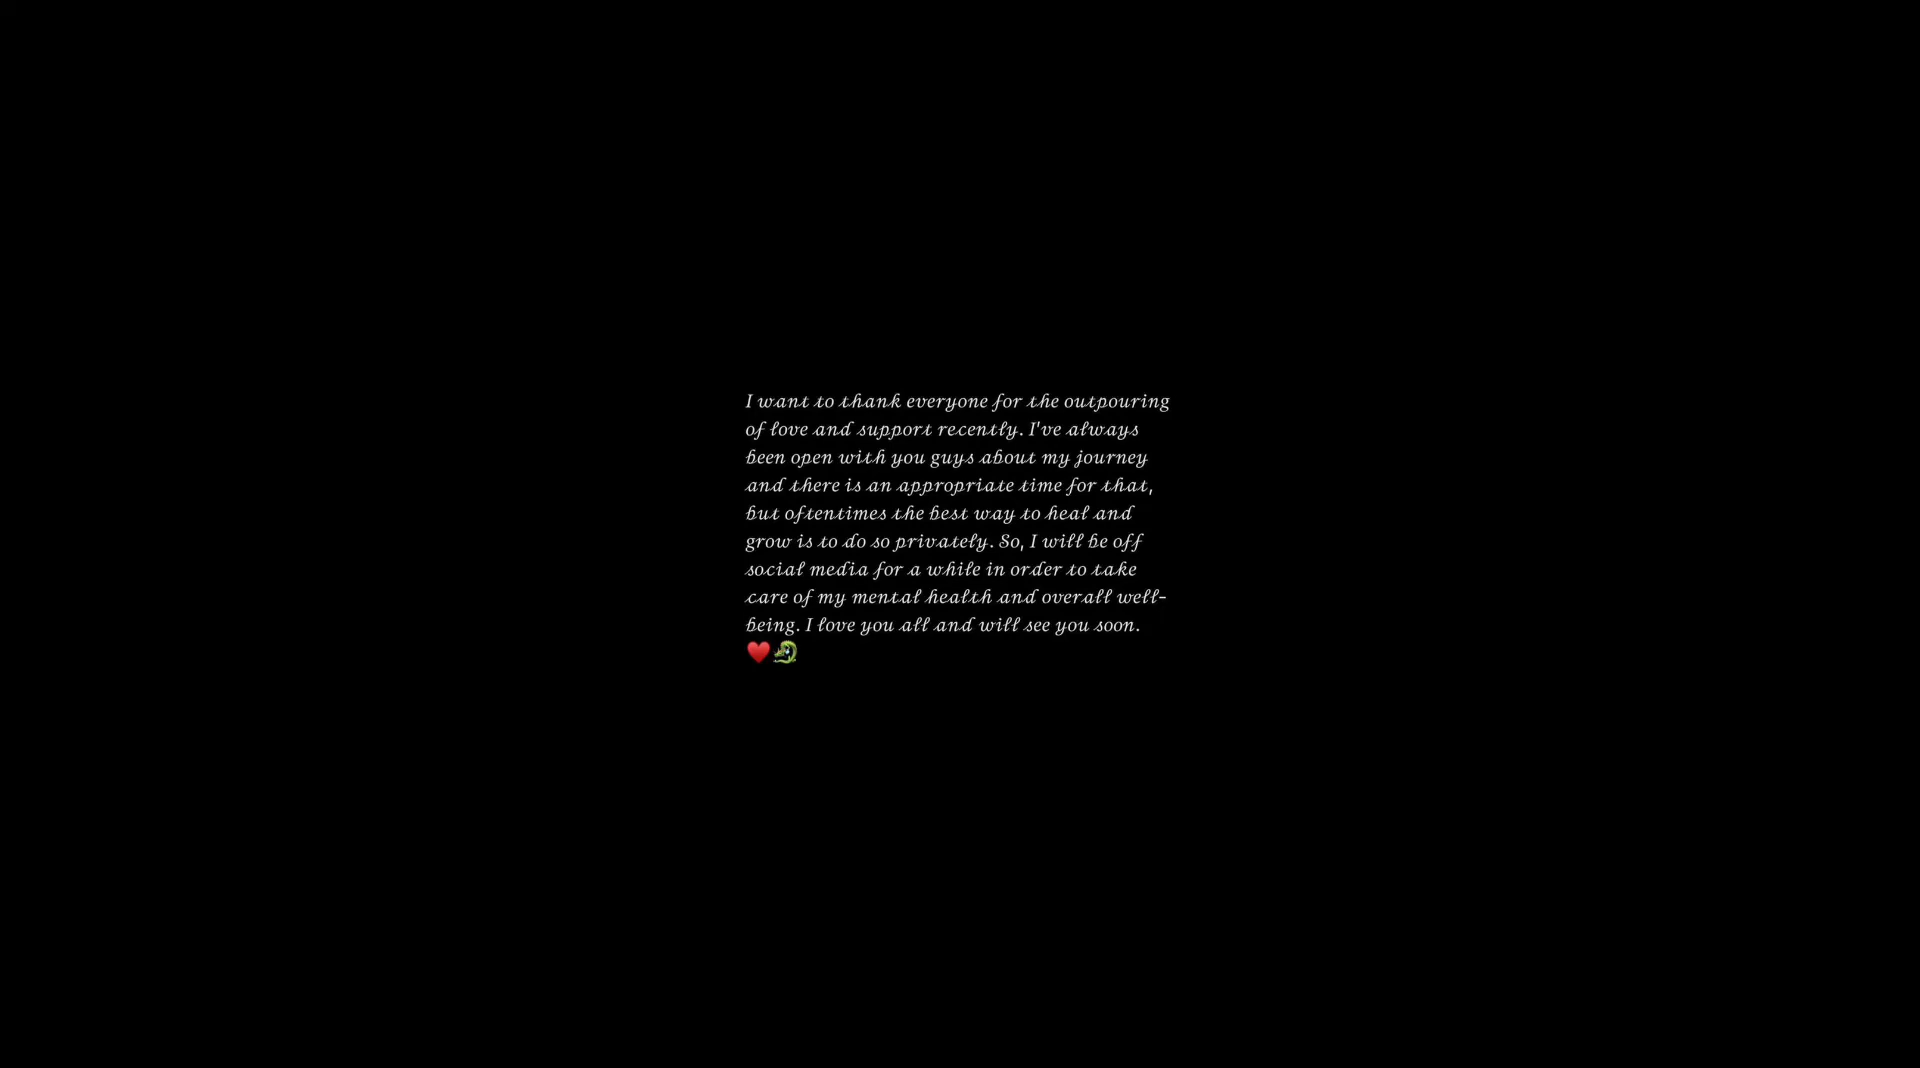 I want to thank everyone for the outpouring
of love and support recently. I've always
been open with you guys about my journey
and there is an appropriate time for that,
but oftentimes the best way to heal and
grow is to do so privately. So, I will be off
social media for a while in order to take
care of my mental health and overall well-
being. I love you all and will see you soon.
❤️🐉